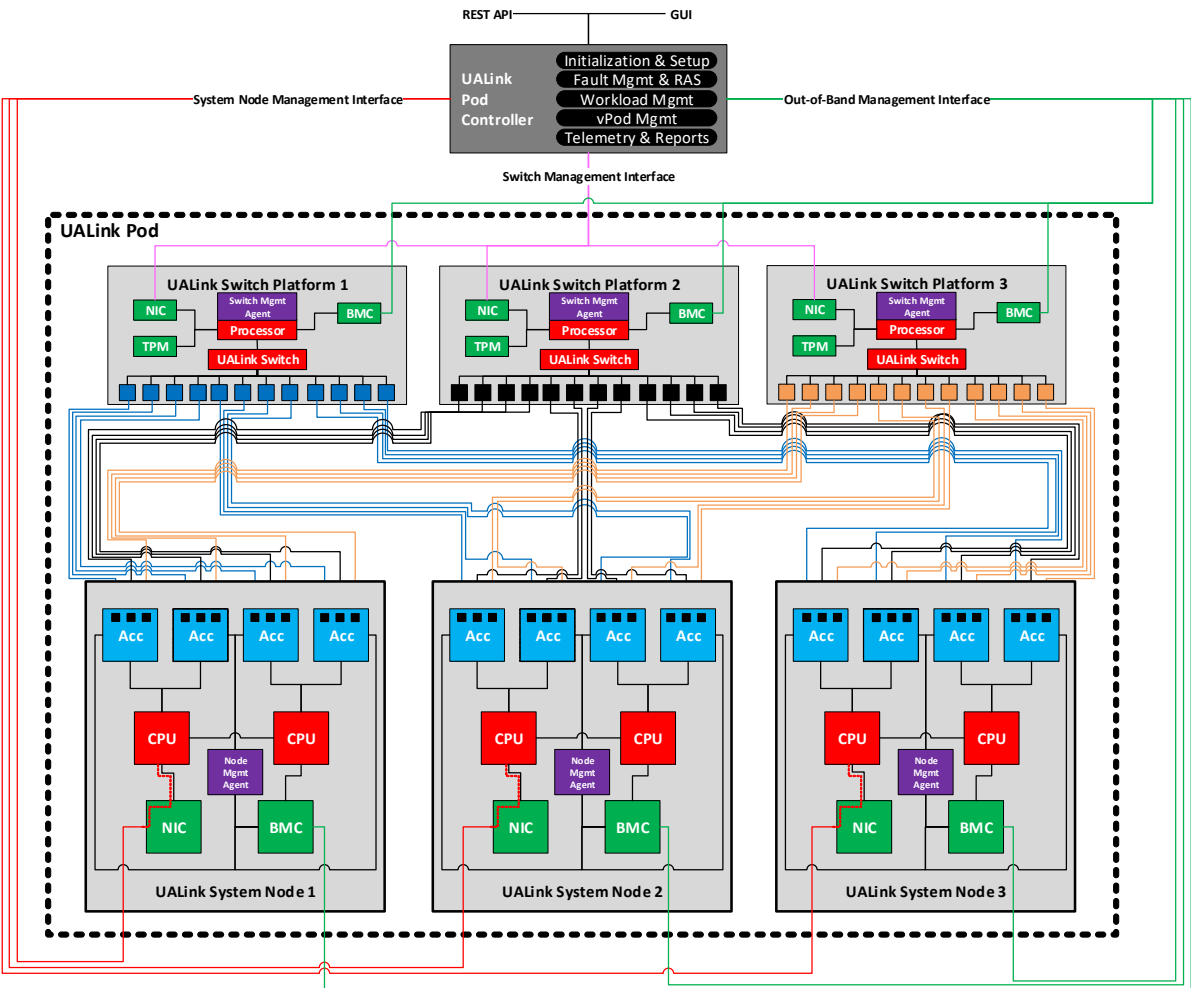 REST API
GUI
UALink
Pod
Controller
Initialization & Setup
Fault Mgmt & RAS
Workload Mgmt
vPod Mgmt
Telemetry & Reports
System Node Management Interface
Out-of-Band Management Interface
Switch Management Interface
UALink Pod
UALink Switch Platform 1
NIC
TPM
Switch Mgmt
Agent
Processor
UALink Switch
BMC
UALink Switch Platform 2
NIC
TPM
Switch Mgmt
Agent
Processor
UALink Switch
BMC
UALink Switch Platform 3
NIC
TPM
Switch Mgmt
Agent
Processor
UALink Switch
BMC
Acc
Acc
Acc
Acc
CPU
CPU
Node
Mgmt
Agent
NIC
BMC
UALink System Node 1
Acc
Acc
Acc
Acc
CPU
CPU
Node
Mgmt
Agent
NIC
BMC
UALink System Node 2
Acc
Acc
Acc
Acc
CPU
CPU
Node
Mgmt
Agent
NIC
BMC
UALink System Node 3